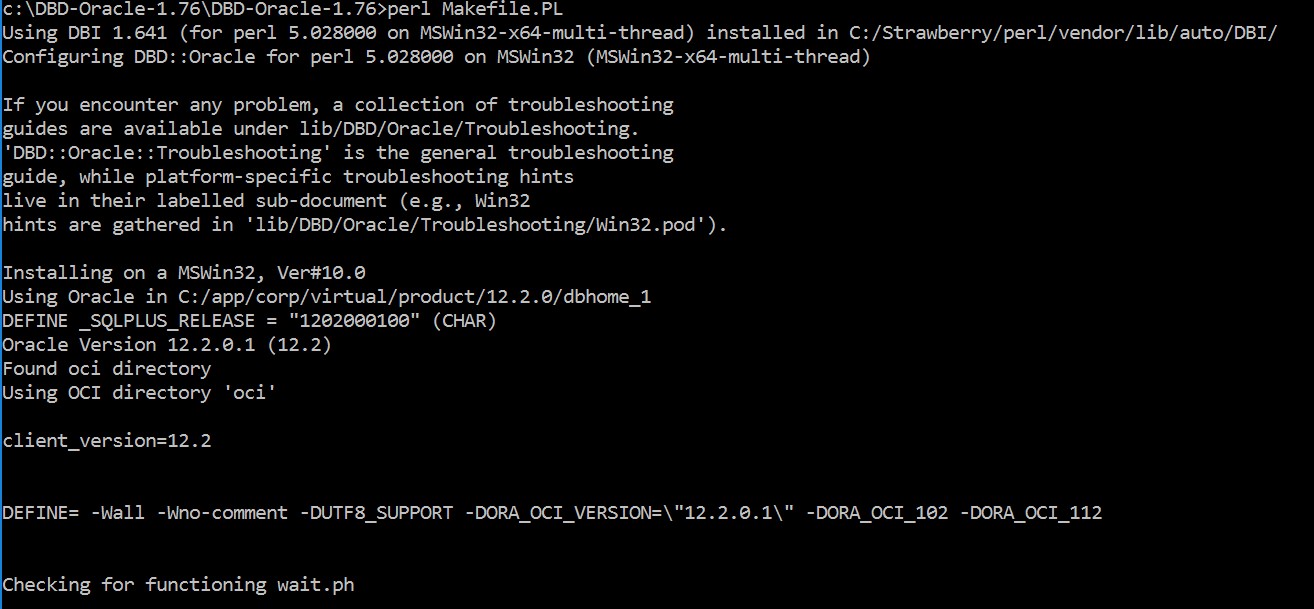 c:\DBD-Oracle-1.76\DBD-Oracle-1.76>perl Makefile.PL
Using DBI 1.641 (for perl 5.028000 on MSWin32-x64-multi-thread) installed in C:/Strawberry/perl/vendor/lib/auto/DBI/
Configuring DBD::Oracle for perl 5.028000 on MSWin32 (MSWin32-x64-multi-thread)
If you encounter any problem, a collection of troubleshooting
guides are available under lib/DBD/Oracle/Troubleshooting.
'DBD::Oracle::Troubleshooting' is the general troubleshooting
guide, while platform-specific troubleshooting hints
live in their labelled sub-document (e.g., Win32
hints are gathered in 'lib/DBD/Oracle/Troubleshooting/Win32.pod').
Installing on a MSWin32, Ver#10.0
Using Oracle in C:/app/corp/virtual/product/12.2.0/dbhome_1
DEFINE _SQLPLUS_RELEASE = "1202000100" (CHAR)
Oracle Version 12.2.0.1 (12.2)
Found oci directory
Using OCI directory 'oci'
client_version=12.2
DEFINE= -Wall -Wno-comment -DUTF8_SUPPORT -DORA_OCI_VERSION=\"12.2.0.1\" -DORA_OCI_102 -DORA_OCI_112
Checking for functioning wait.ph